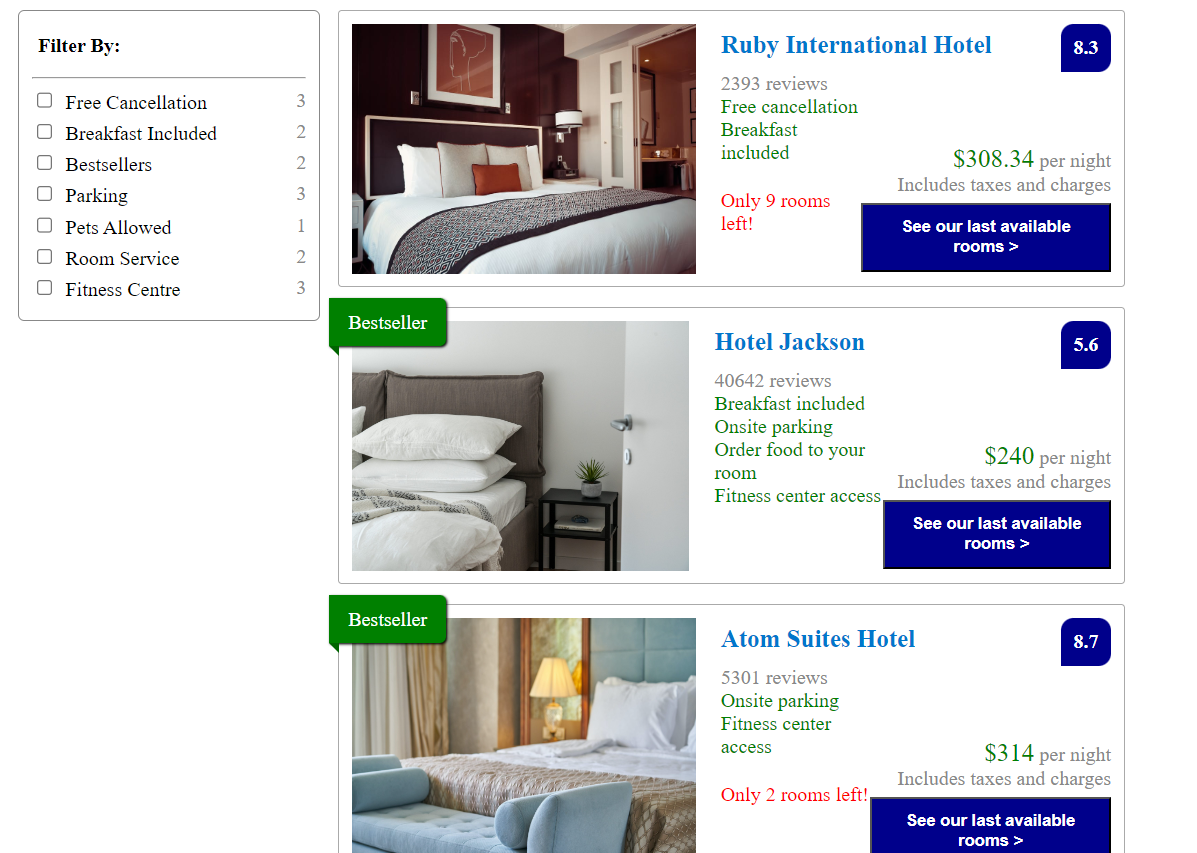 Filter By:
Free Cancellation 3
Breakfast Included 2
Bestsellers 2
Parking 3
Pets Allowed 1
Room Service 2
Fitness Centre 3
Ruby International Hotel
8.3
2393 reviews
Free cancellation
Breakfast
included
Only 9 rooms
left!
$308.34 per night
Includes taxes and charges
See our last available
rooms >
Bestseller
Hotel Jackson
5.6
40642 reviews
Breakfast included
Onsite parking
Order food to your
room
Fitness center access
$240 per night
Includes taxes and charges
See our last available
rooms >
Bestseller
Atom Suites Hotel
8.7
5301 reviews
Onsite parking
Fitness center
access
Only 2 rooms left!
$314 per night
Includes taxes and charges
See our last available
rooms >